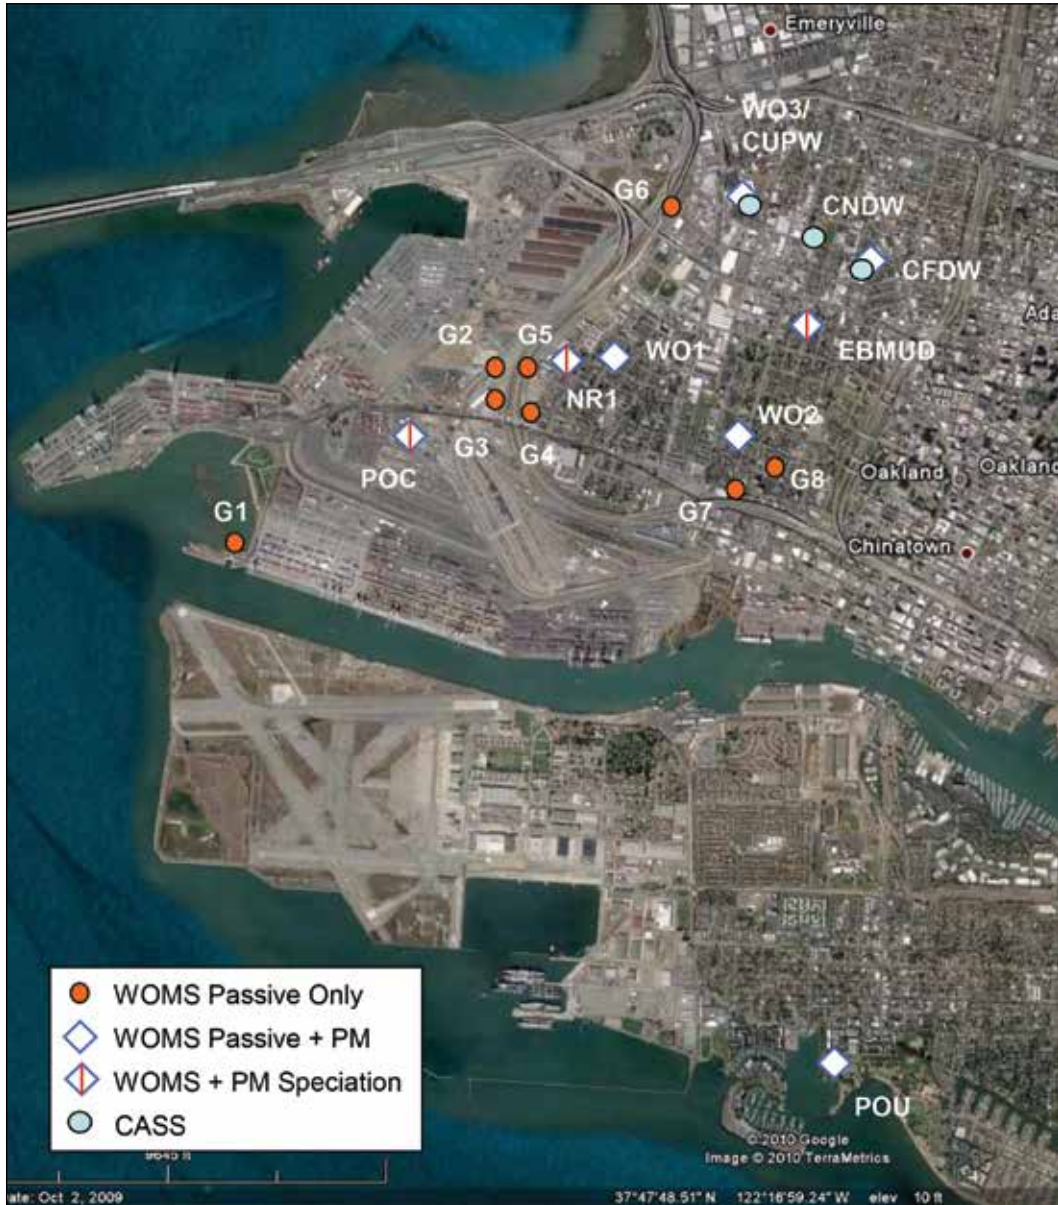 Emeryville
WO3/
CUPW
G6
CNDW
CFDW
Ada
G2
G5
WO1
EBMUD
NR1
WO2
G3
G4
POC
G8
Oakland
Oakland
G7
G1
Chinatown
WOMS Passive Only
WOMS Passive + PM
WOMS + PM Speciation
CASS
POU
© 2010 Google
Image © 2010 TerraMetrics
9645 ft
ate: Oct 2, 2009
37°47'48.51" N 122°16'59.24" W elev 10 ft